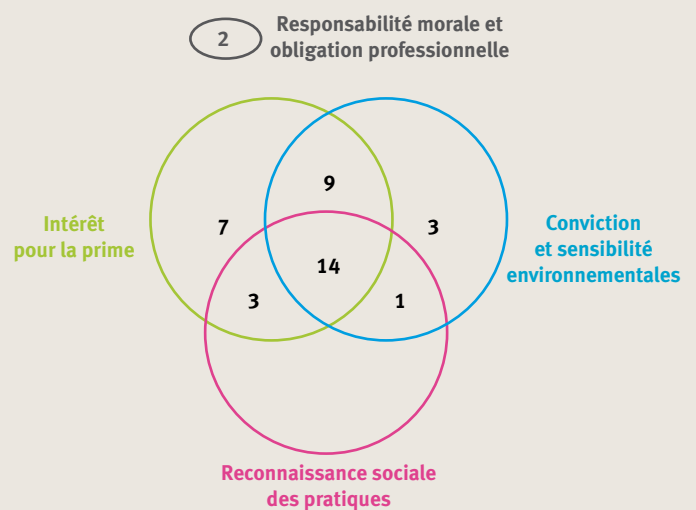 2
Responsabilité morale et
obligation professionnelle
9
7
3
Intérêt
pour la prime
Conviction
et sensibilité
environnementales
14
3
1
Reconnaissance sociale
des pratiques